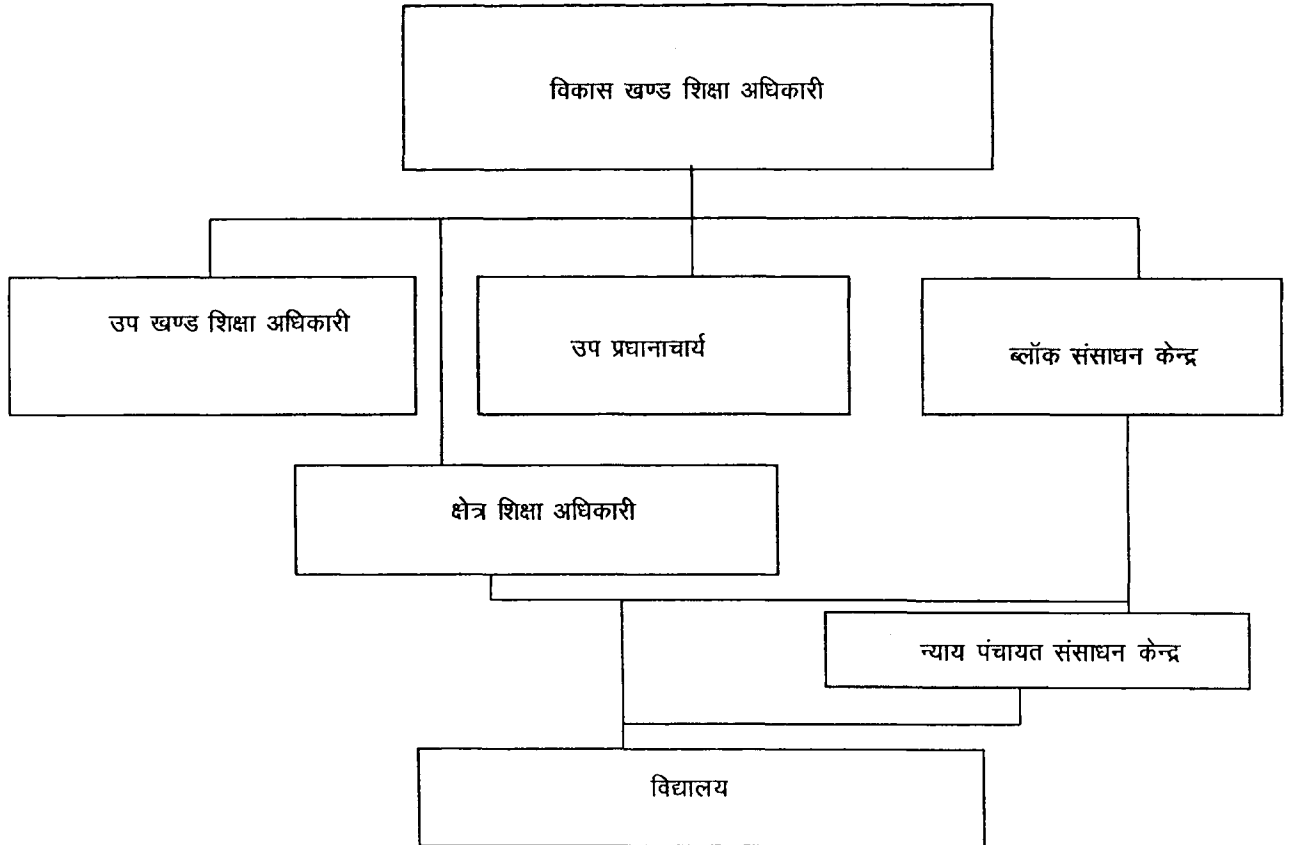 विकास खण्ड शिक्षा अधिकारी
उप खण्ड शिक्षा अधिकारी
उप प्रधानाचार्य
ब्लॉक संसाधन केन्द्र
क्षेत्र शिक्षा अधिकारी
न्याय पंचायत संसाधन केन्द्र
विद्यालय